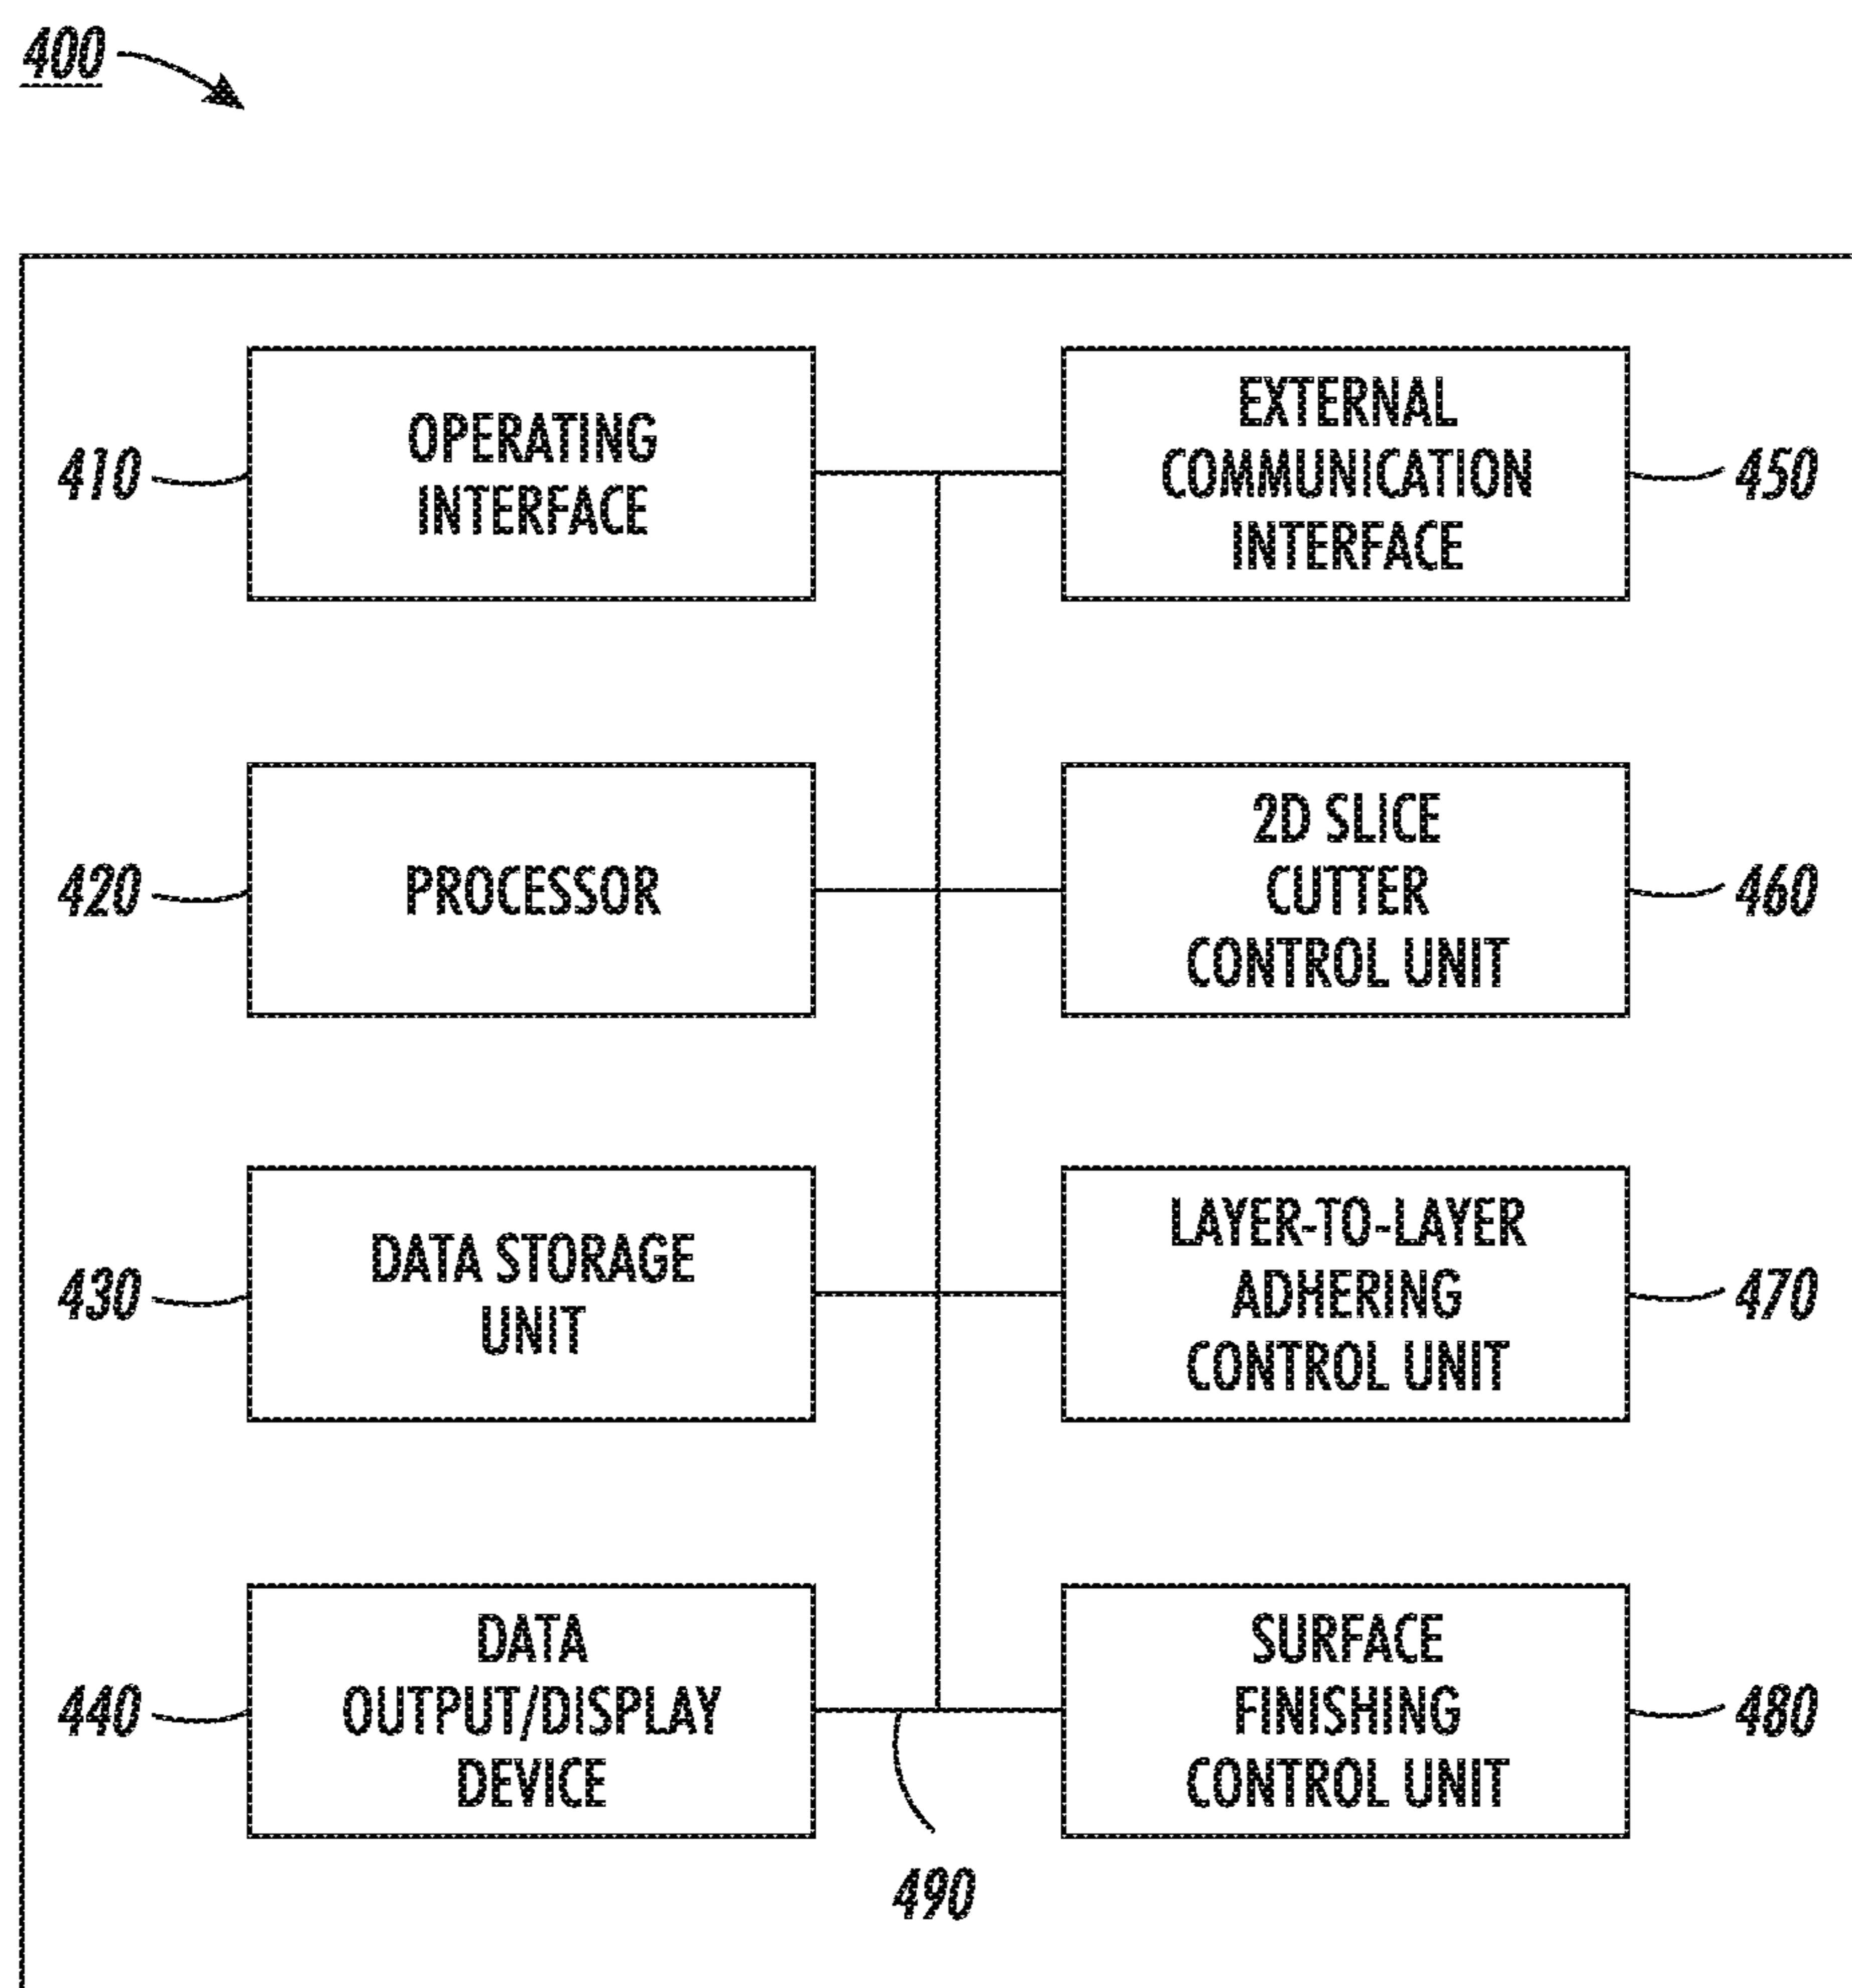 400
410
OPERATING
INTERFACE
EXTERNAL
COMMUNICATION
INTERFACE
450
420
PROCESSOR
2D SLICE
CUTTER
CONTROL UNIT
460
430
DATA STORAGE
UNIT
LAYER-TO-LAYER
ADHERING
CONTROL UNIT
470
440
DATA
OUTPUT/DISPLAY
DEVICE
SURFACE
FINISHING
CONTROL UNIT
480
490